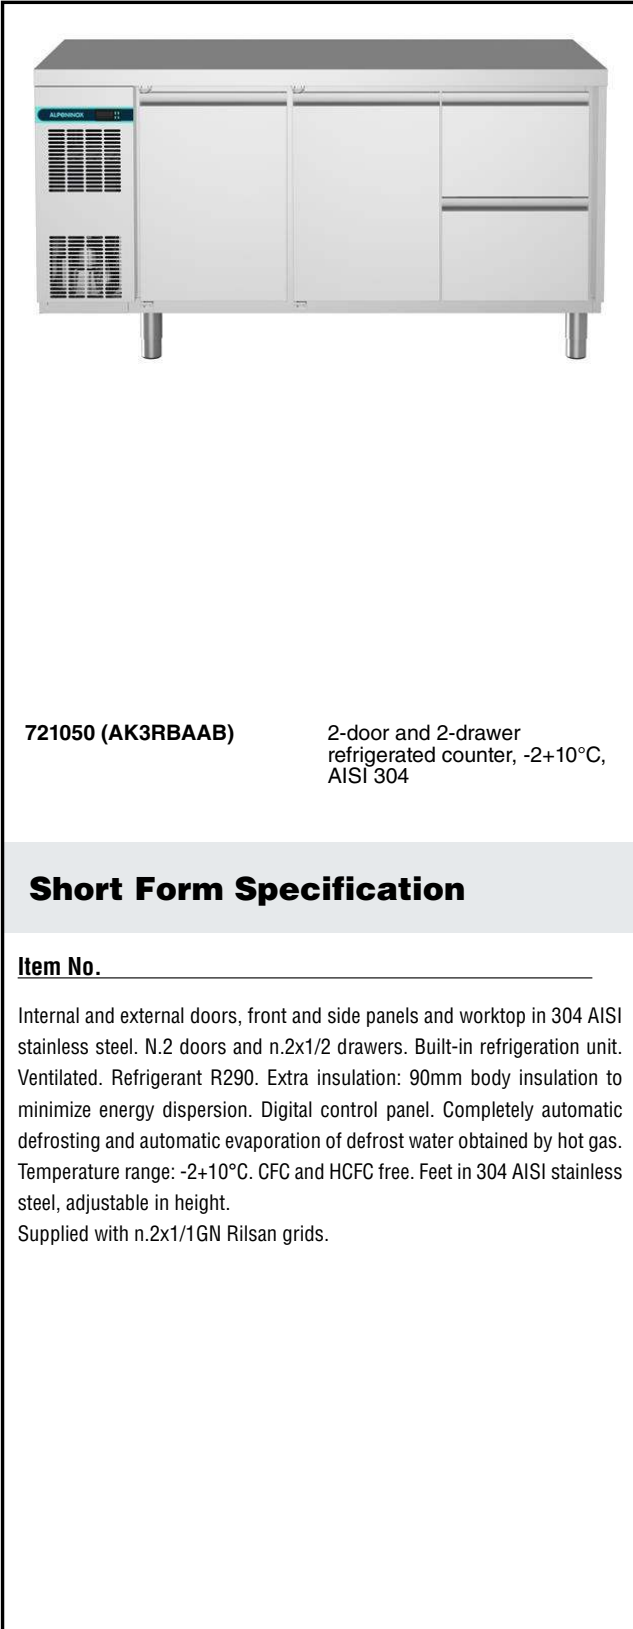 ALPENINOX
721050 (AK3RBAAB)
2-door and 2-drawer
refrigerated counter, -2+10°C,
AISI 304
Short Form Specification
Item No.
Internal and external doors, front and side panels and worktop in 304 AISI
stainless steel. N.2 doors and n.2x1/2 drawers. Built-in refrigeration unit.
Ventilated. Refrigerant R290. Extra insulation: 90mm body insulation to
minimize energy dispersion. Digital control panel. Completely automatic
defrosting and automatic evaporation of defrost water obtained by hot gas.
Temperature range: -2+10°C. CFC and HCFC free. Feet in 304 AISI stainless
steel, adjustable in height.
Supplied with n.2x1/1GN Rilsan grids.